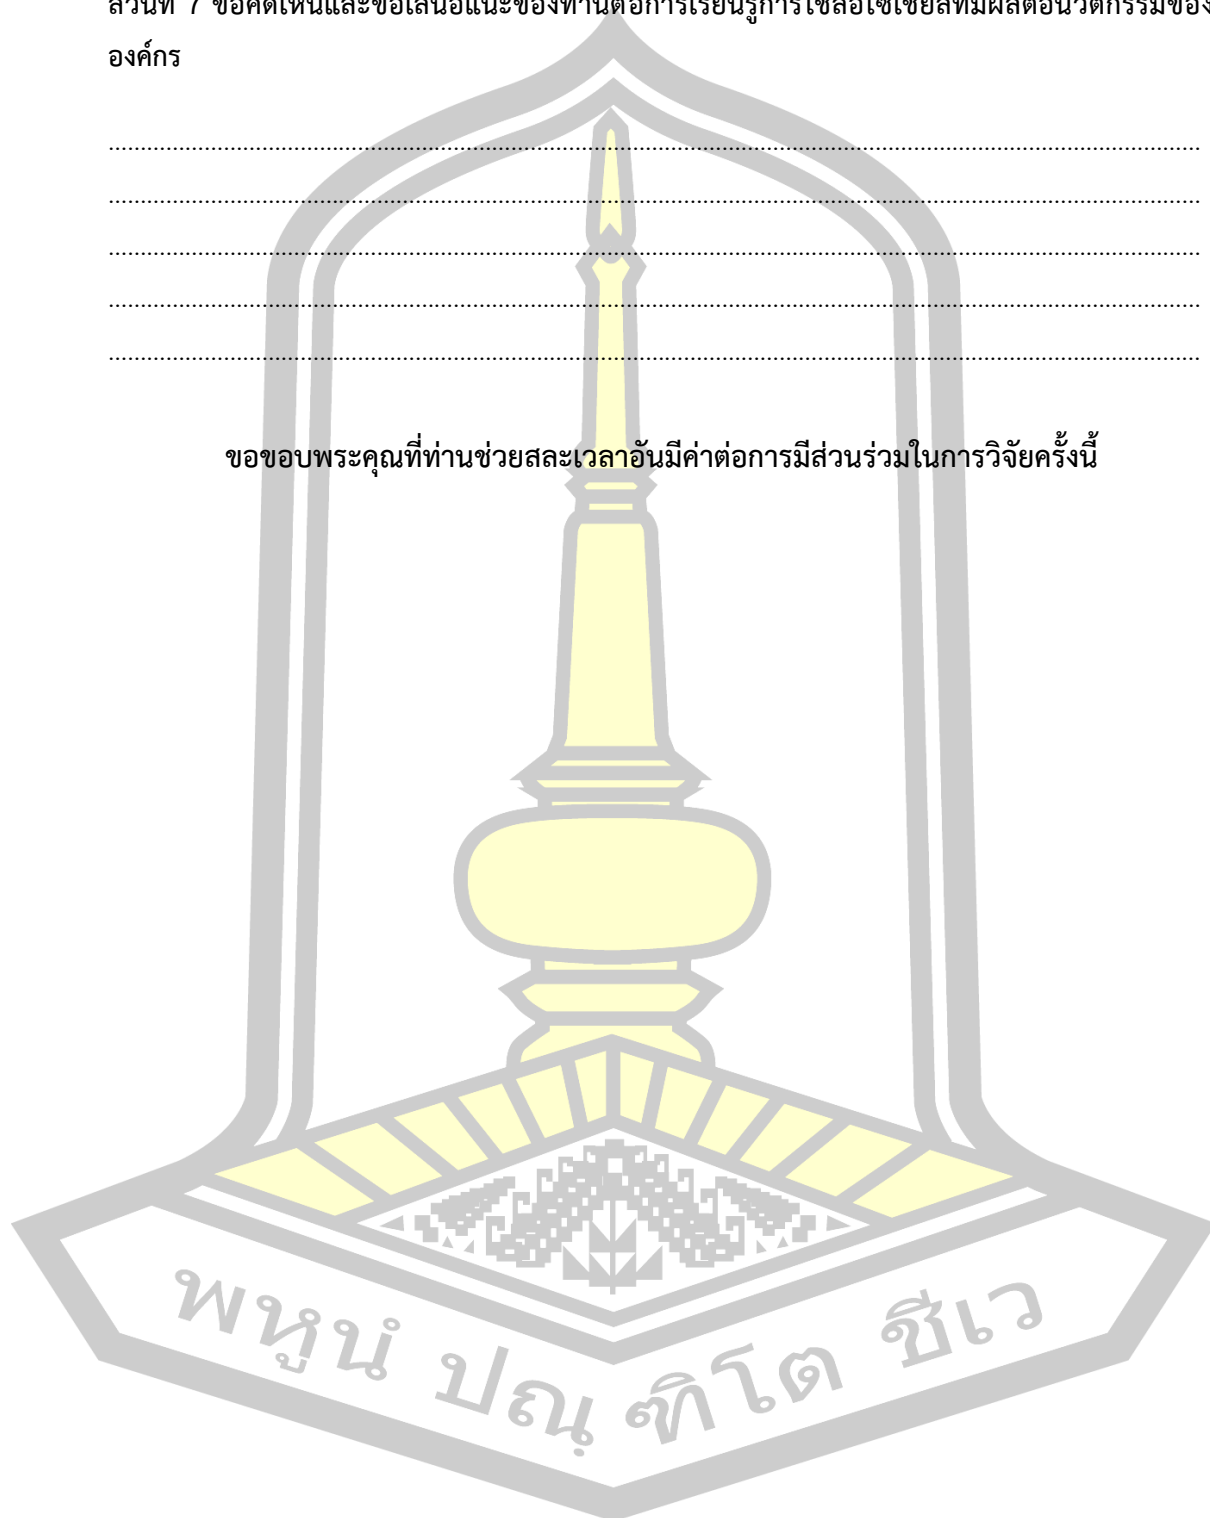 ส่วนที่ 7 ข้อคิดเห็นและข้อเสนอแนะของท่านต่อการเรียนรู้การใช้สื่อโซเชียลที่มีผลต่อนวัตกรรมของ
องค์กร
................................................................................
................................................................................
................................................................................
................................................................................
................................................................................
ขอขอบพระคุณที่ท่านช่วยสละเวลาอันมีค่าต่อการมีส่วนร่วมในการวิจัยครั้งนี้
พหูนํ ปณฺ ฑิโต ชีเว